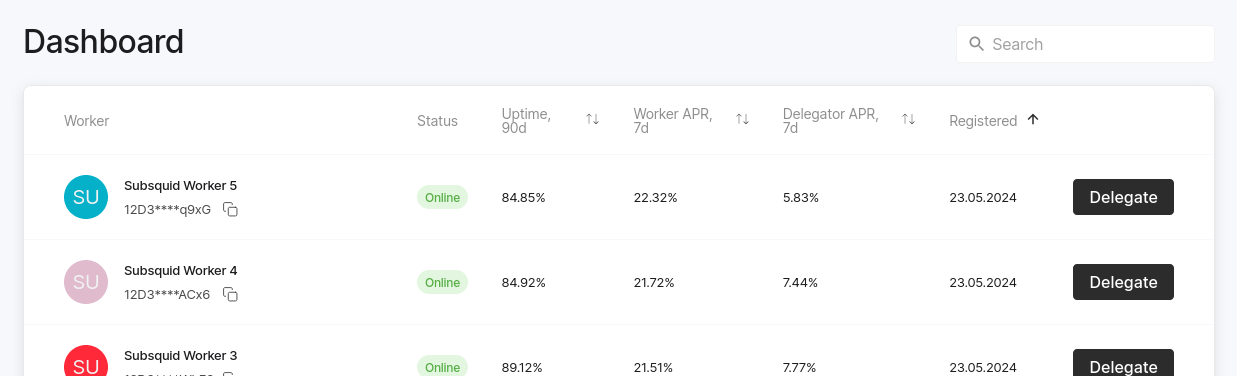 Dashboard
Search
Worker
Status
Uptime,
90d
Worker APR,
7d
Delegator APR,
7d
Registered
SU
Subsquid Worker 5
12D3****q9xG
Online
84.85%
22.32%
5.83%
23.05.2024
Delegate
SU
Subsquid Worker 4
12D3****ACx6
Online
84.92%
21.72%
7.44%
23.05.2024
Delegate
SU
Subsquid Worker 3
Online
89.12%
21.51%
7.77%
23.05.2024
Delegate